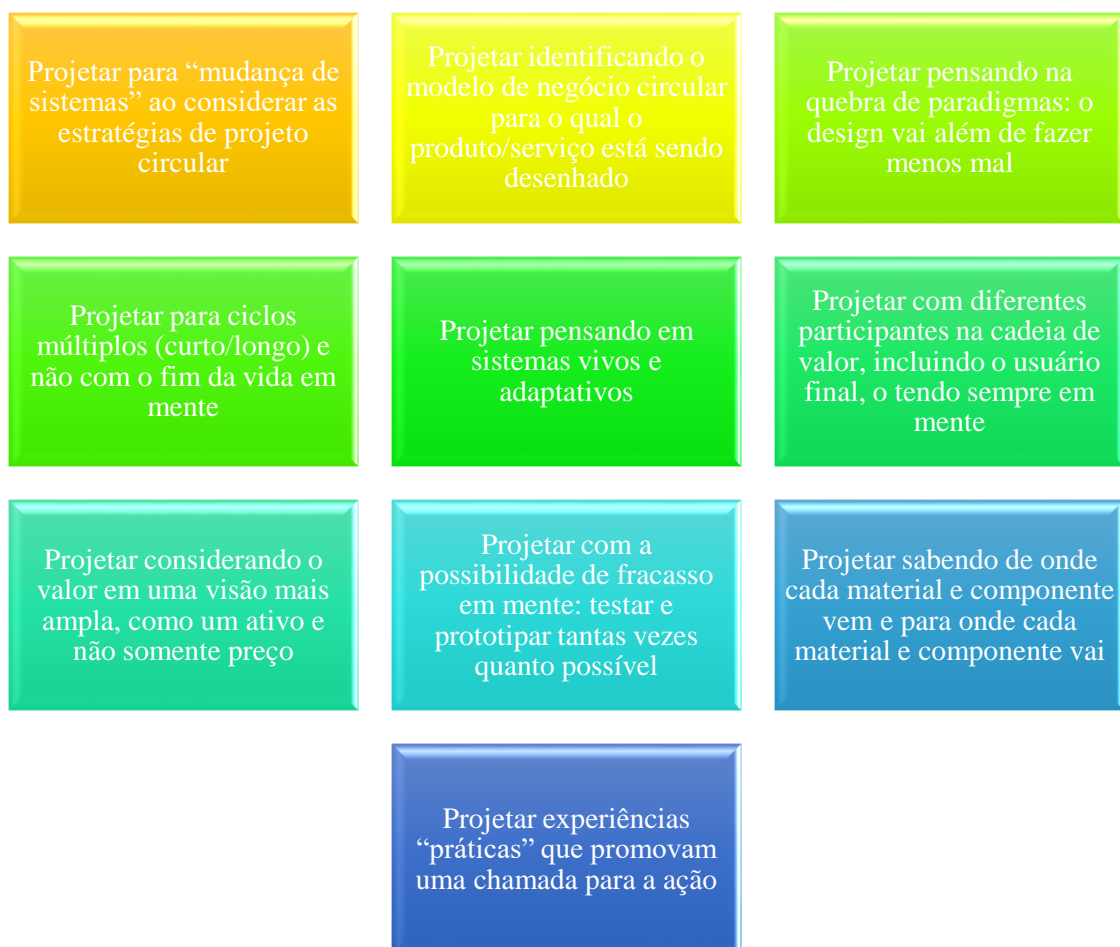 Projetar para “mudança de
sistemas” ao considerar as
estratégias de projeto
circular
Projetar identificando o
modelo de negócio circular
para o qual o
produto/serviço está sendo
desenhado
Projetar pensando na
quebra de paradigmas: o
design vai além de fazer
menos mal
Projetar para ciclos
múltiplos (curto/longo) e
não com o fim da vida em
mente
Projetar pensando em
sistemas vivos e
adaptativos
Projetar com diferentes
participantes na cadeia de
valor, incluindo o usuário
final, o tendo sempre em
mente
Projetar considerando o
valor em uma visão mais
ampla, como um ativo e
não somente preço
Projetar com a
possibilidade de fracasso
em mente: testar e
prototipar tantas vezes
quanto possível
Projetar sabendo de onde
cada material e componente
vem e para onde cada
material e componente vai
Projetar experiências
“práticas” que promovam
uma chamada para a ação